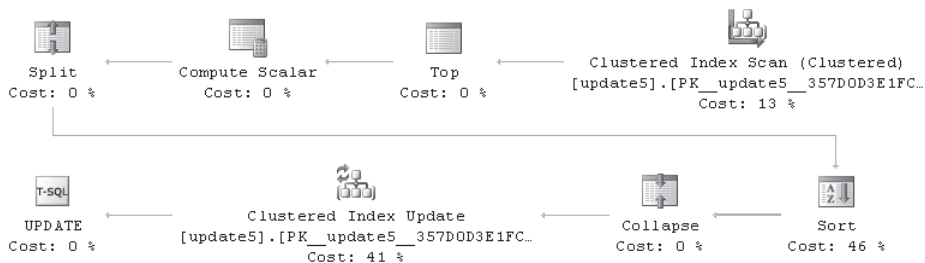 Split
Cost: 0 %
Compute Scalar
Cost: 0 %
Top
Cost: 0 %
Clustered Index Scan (Clustered)
[update5].[PK__update5__357D0D3E1FC…
Cost: 13 %
T-SQL
UPDATE
Cost: 0 %
Clustered Index Update
[update5].[PK__update5__357D0D3E1FC…
Cost: 41 %
Collapse
Cost: 0 %
A
Z
Sort
Cost: 46 %